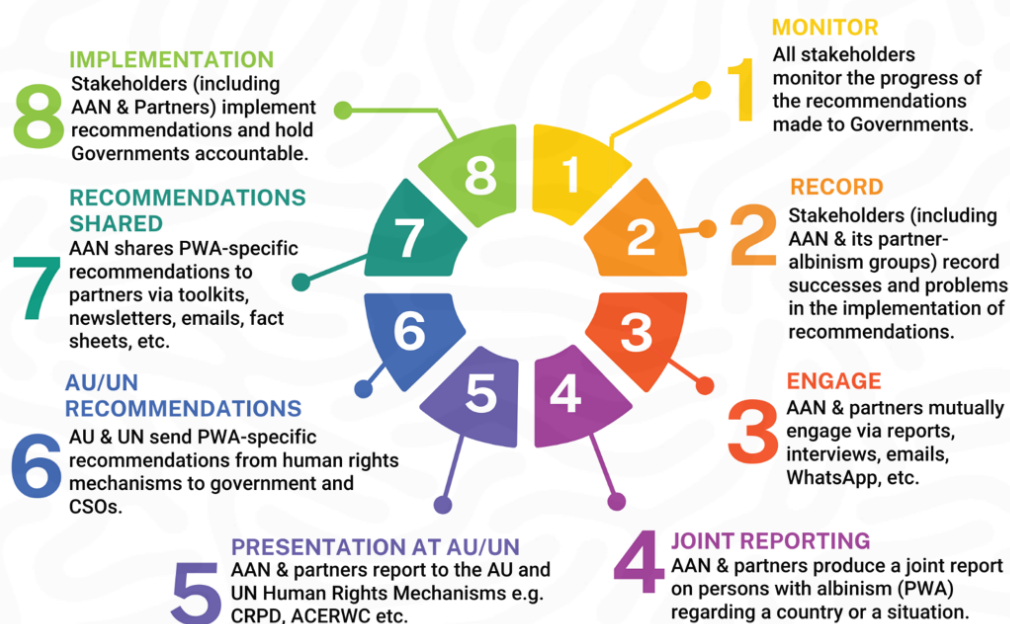 1
MONITOR
All stakeholders
monitor the progress of
the recommendations
made to Governments.
2
RECORD
Stakeholders (including
AAN & its partner-
albinism groups) record
successes and problems
in the implementation of
recommendations.
3
ENGAGE
AAN & partners mutually
engage via reports,
interviews, emails,
WhatsApp, etc.
4
JOINT REPORTING
AAN & partners produce a joint report
on persons with albinism (PWA)
regarding a country or a situation.
5
PRESENTATION AT AU/UN
AAN & partners report to the AU and
UN Human Rights Mechanisms e.g.
CRPD, ACERWC etc.
6
AU/UN
RECOMMENDATIONS
AU & UN send PWA-specific
recommendations from human rights
mechanisms to government and
CSOs.
7
RECOMMENDATIONS
SHARED
AAN shares PWA-specific
recommendations to
partners via toolkits,
newsletters, emails, fact
sheets, etc.
8
IMPLEMENTATION
Stakeholders (including
AAN & Partners) implement
recommendations and hold
Governments accountable.
1
2
3
4
5
6
7
8